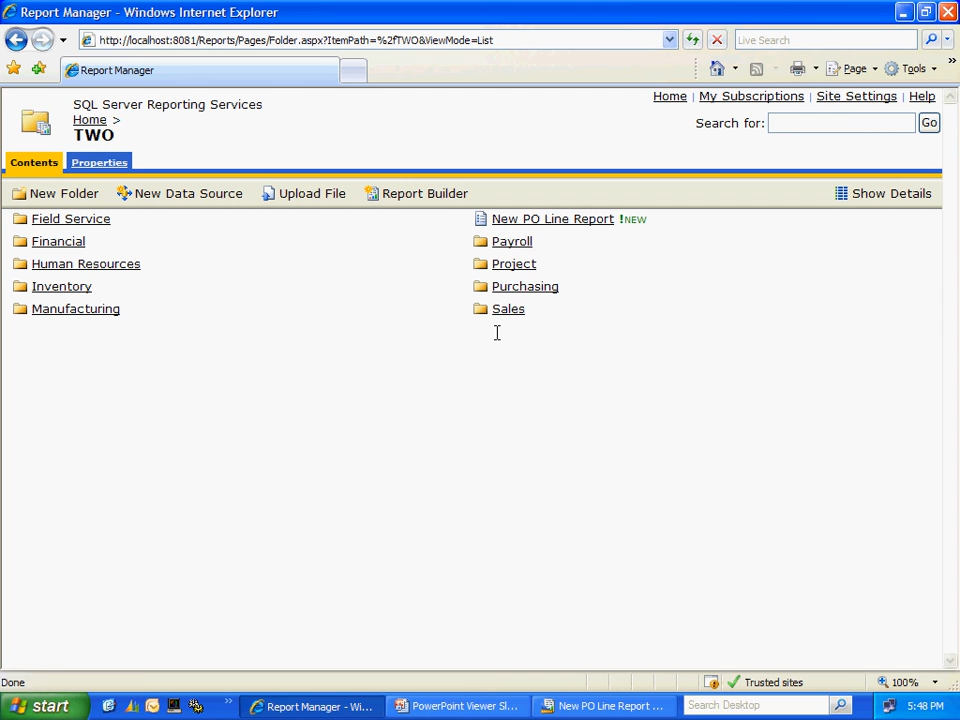 Report Manager - Windows Internet Explorer
http://localhost:8081/Reports/Pages/Folder.aspx?ItemPath=%2fTWO&ViewMode=List
Live Search
Report Manager
Page
Tools
SQL Server Reporting Services
Home >
TWO
Home | My Subscriptions | Site Settings | Help
Search for:
Go
Contents
Properties
New Folder
New Data Source
Upload File
Report Builder
Show Details
Field Service
Financial
Human Resources
Inventory
Manufacturing
New PO Line Report !NEW
Payroll
Project
Purchasing
Sales
Done
Trusted sites
100%
start
Report Manager - Wi...
PowerPoint Viewer Sl...
New PO Line Report ...
Search Desktop
5:48 PM